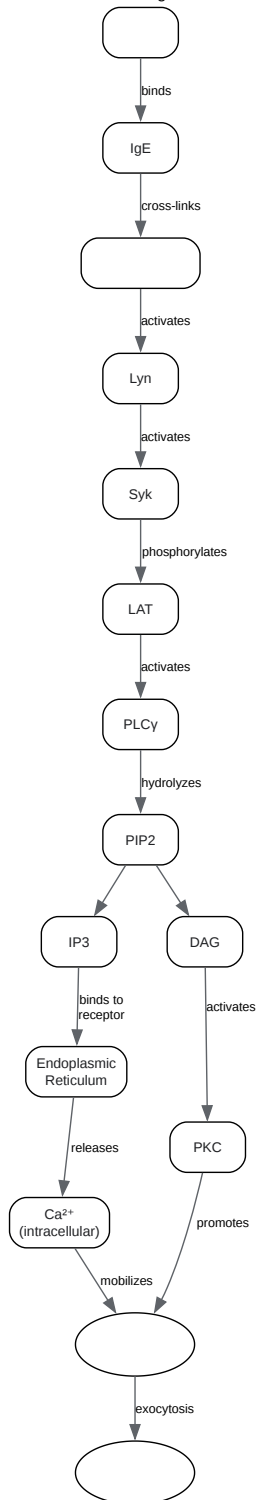 binds
IgE
cross-links
activates
Lyn
activates
Syk
phosphorylates
LAT
activates
PLCγ
hydrolyzes
PIP2
IP3
DAG
binds to
receptor
activates
Endoplasmic
Reticulum
releases
PKC
Ca²⁺
(intracellular)
promotes
mobilizes
exocytosis